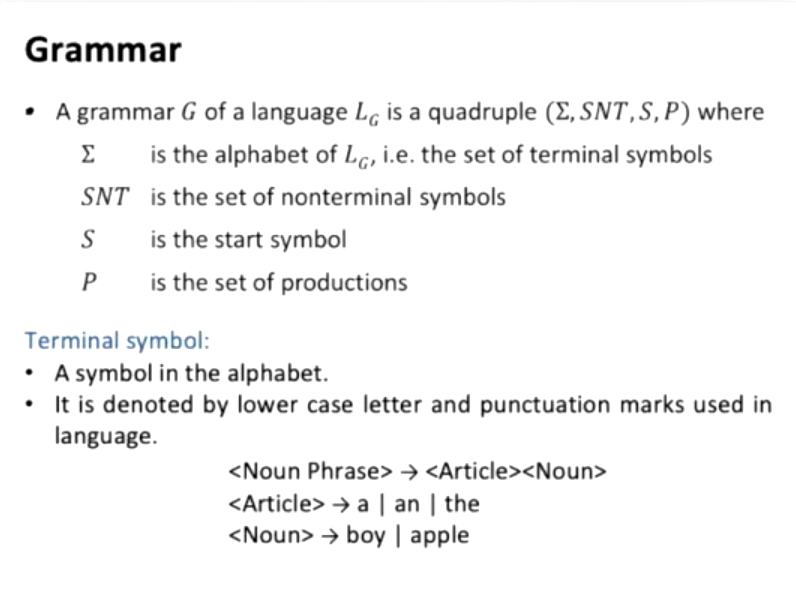 Grammar
• A grammar G of a language L_G is a quadruple (Σ, SNT, S, P) where
Σ is the alphabet of L_G, i.e. the set of terminal symbols
SNT is the set of nonterminal symbols
S is the start symbol
P is the set of productions
Terminal symbol:
• A symbol in the alphabet.
• It is denoted by lower case letter and punctuation marks used in
language.
<Noun Phrase> → <Article><Noun>
<Article> → a | an | the
<Noun> → boy | apple